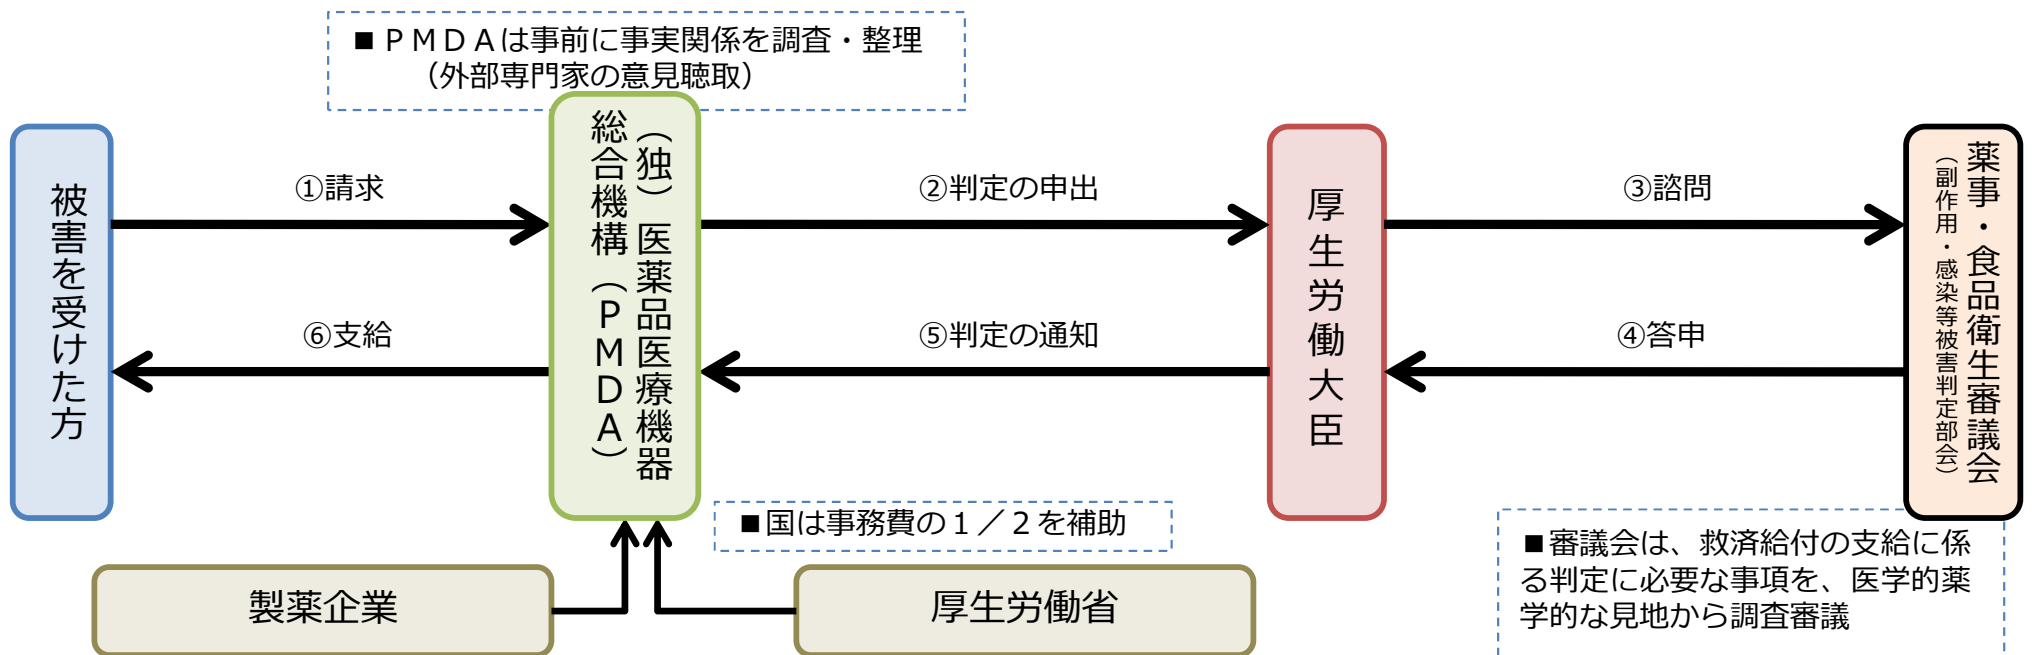 ■ＰＭＤＡは事前に事実関係を調査・整理
（外部専門家の意見聴取）
被害を受けた方
①請求
⑥支給
（独）医薬品医療機器
総合機構（ＰＭＤＡ）
②判定の申出
⑤判定の通知
厚生労働大臣
③諮問
④答申
薬事・食品衛生審議会
（副作用・感染等被害判定部会）
■国は事務費の１／２を補助
製薬企業
厚生労働省
■審議会は、救済給付の支給に係
る判定に必要な事項を、医学的薬
学的な見地から調査審議